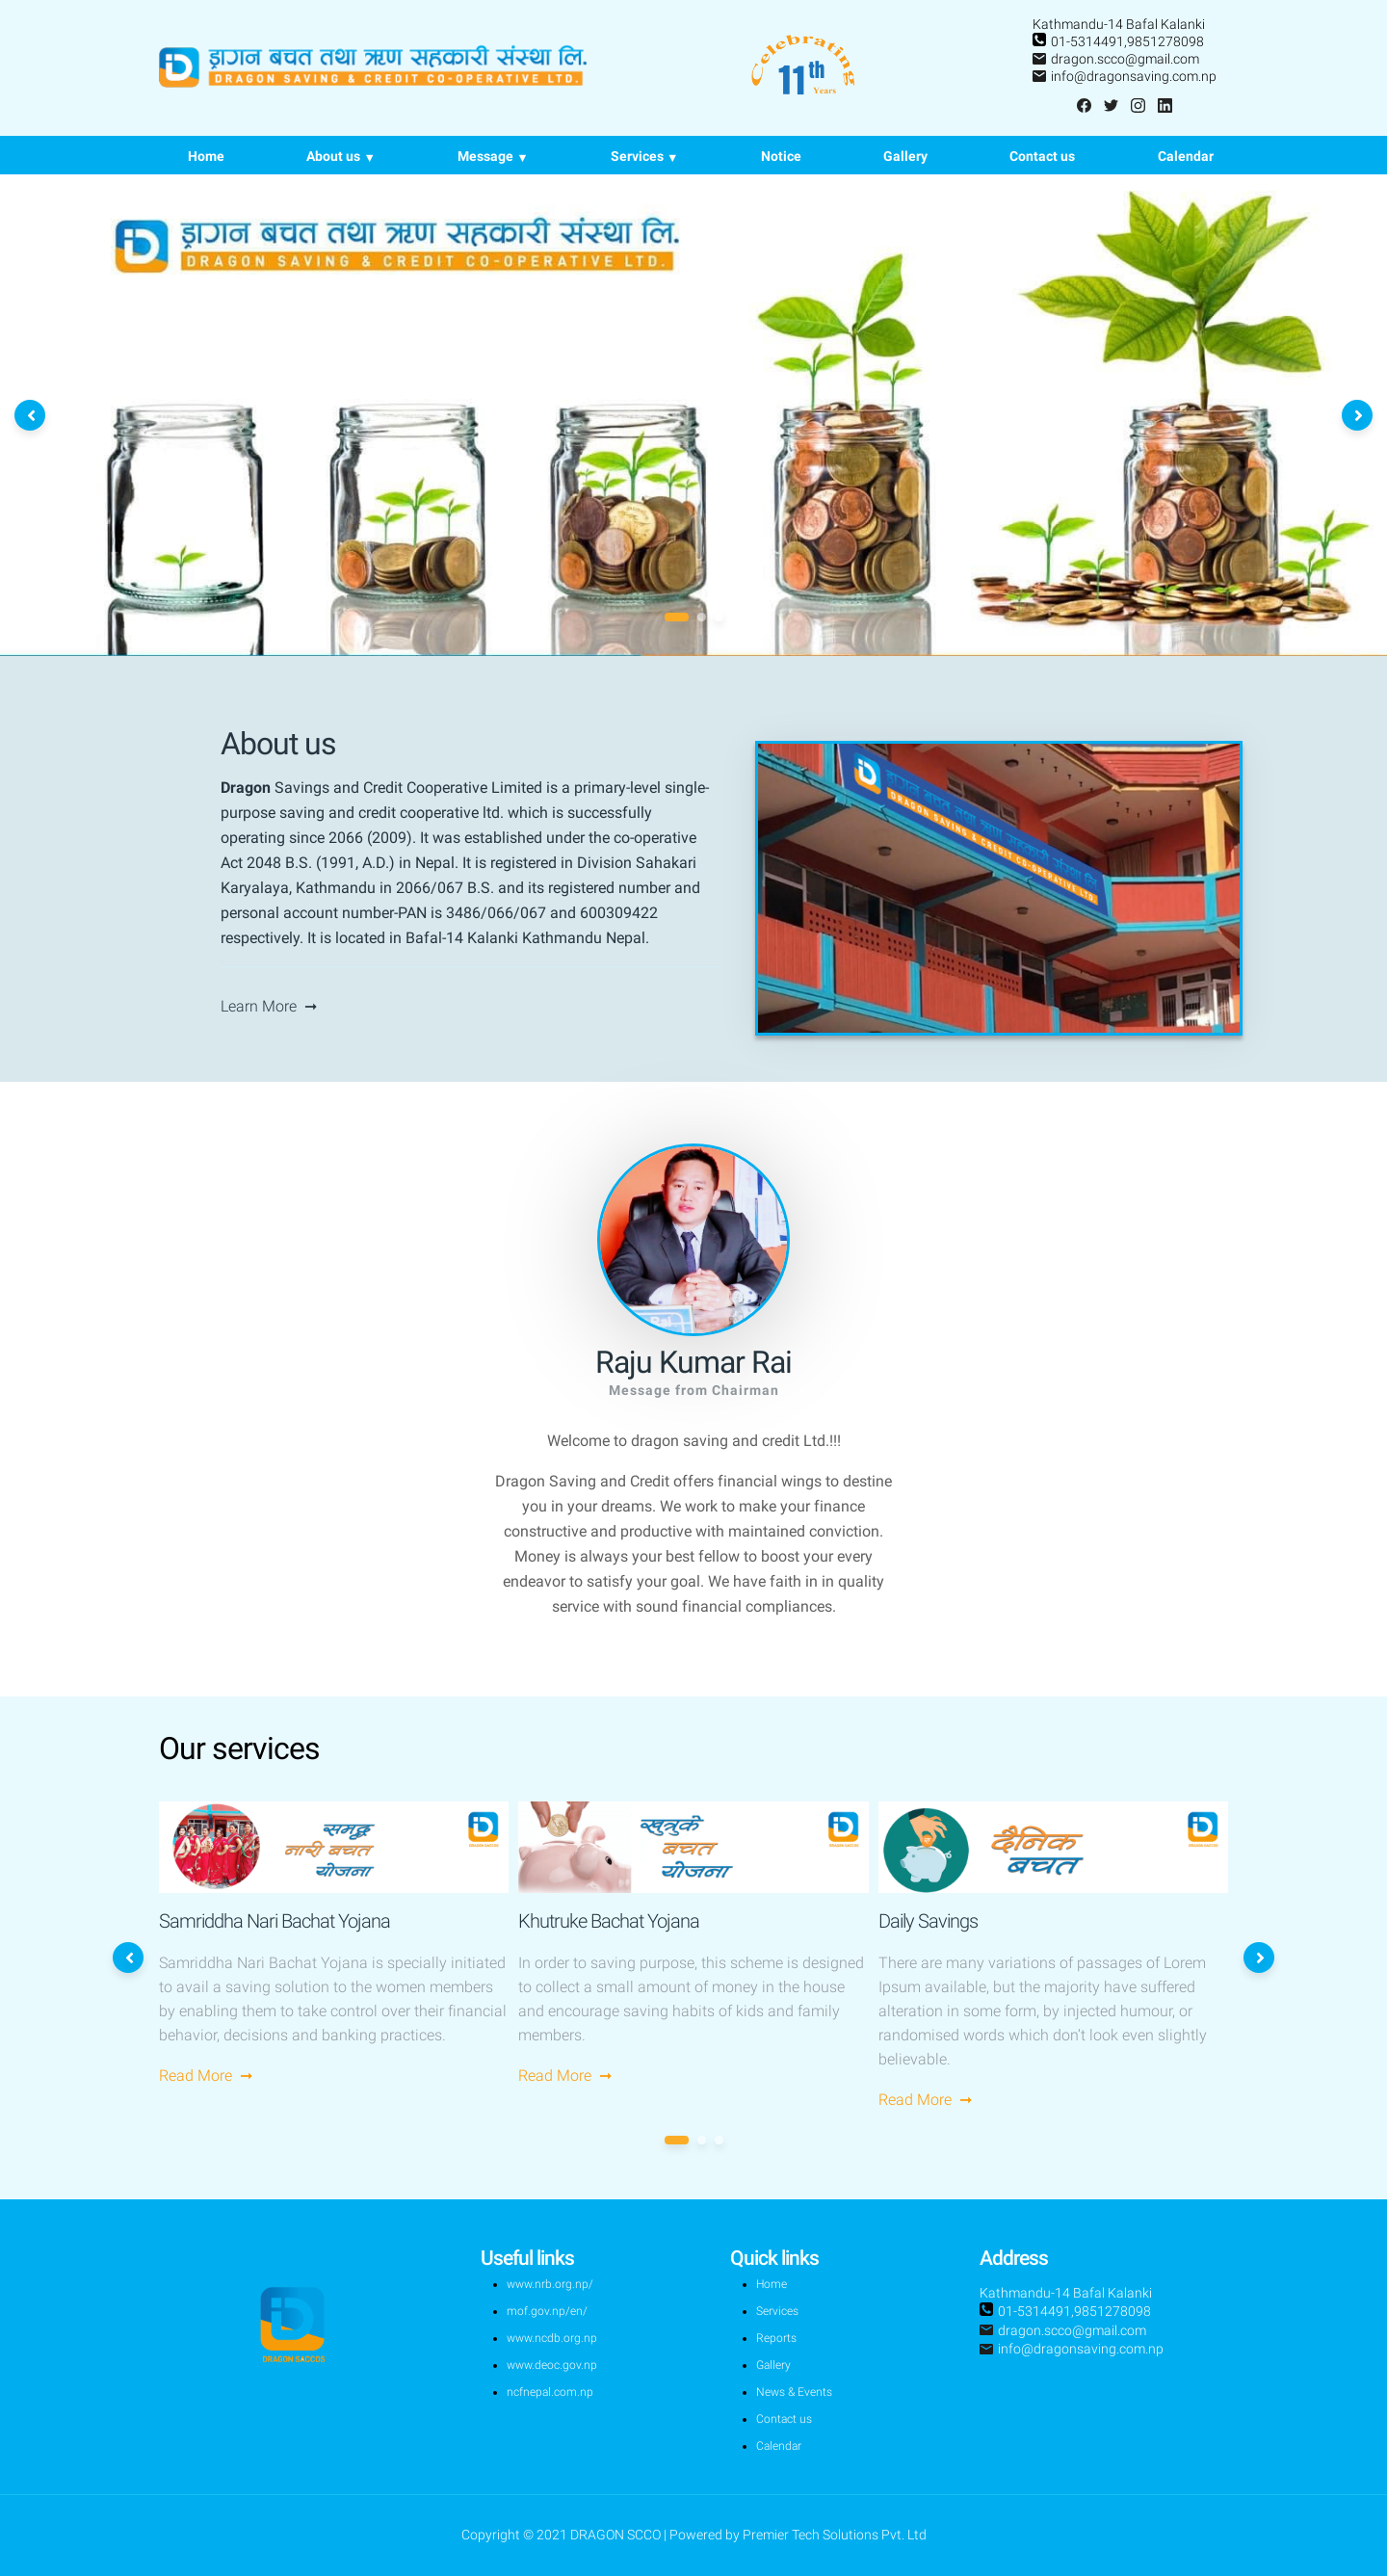 ड्रागन बचत तथा ऋण सहकारी संस्था लि.
DRAGON SAVING & CREDIT CO-OPERATIVE LTD.
Celebrating
11th
Years
Kathmandu-14 Bafal Kalanki
01-5314491,9851278098
dragon.scco@gmail.com
info@dragonsaving.com.np
Home About us ▼ Message ▼ Services ▼ Notice Gallery Contact us Calendar
ड्रागन बचत तथा ऋण सहकारी संस्था लि.
DRAGON SAVING & CREDIT CO-OPERATIVE LTD.
About us
Dragon Savings and Credit Cooperative Limited is a primary-level single-
purpose saving and credit cooperative ltd. which is successfully
operating since 2066 (2009). It was established under the co-operative
Act 2048 B.S. (1991, A.D.) in Nepal. It is registered in Division Sahakari
Karyalaya, Kathmandu in 2066/067 B.S. and its registered number and
personal account number-PAN is 3486/066/067 and 600309422
respectively. It is located in Bafal-14 Kalanki Kathmandu Nepal.
Learn More
ड्रागन बचत तथा ऋण सहकारी संस्था लि.
DRAGON SAVING & CREDIT CO-OPERATIVE LTD.
Rai
Raju Kumar Rai
Message from Chairman
Welcome to dragon saving and credit Ltd.!!!
Dragon Saving and Credit offers financial wings to destine
you in your dreams. We work to make your finance
constructive and productive with maintained conviction.
Money is always your best fellow to boost your every
endeavor to satisfy your goal. We have faith in in quality
service with sound financial compliances.
Our services
समृद्ध
नारी बचत
योजना
Samriddha Nari Bachat Yojana
Samriddha Nari Bachat Yojana is specially initiated
to avail a saving solution to the women members
by enabling them to take control over their financial
behavior, decisions and banking practices.
Read More
खुत्रुके
बचत
योजना
Khutruke Bachat Yojana
In order to saving purpose, this scheme is designed
to collect a small amount of money in the house
and encourage saving habits of kids and family
members.
Read More
दैनिक
बचत
Daily Savings
There are many variations of passages of Lorem
Ipsum available, but the majority have suffered
alteration in some form, by injected humour, or
randomised words which don't look even slightly
believable.
Read More
DRAGON SACCOS
Useful links
www.nrb.org.np/
mof.gov.np/en/
www.ncdb.org.np
www.deoc.gov.np
ncfnepal.com.np
Quick links
Home
Services
Reports
Gallery
News & Events
Contact us
Calendar
Address
Kathmandu-14 Bafal Kalanki
01-5314491,9851278098
dragon.scco@gmail.com
info@dragonsaving.com.np
Copyright © 2021 DRAGON SCCO | Powered by Premier Tech Solutions Pvt. Ltd